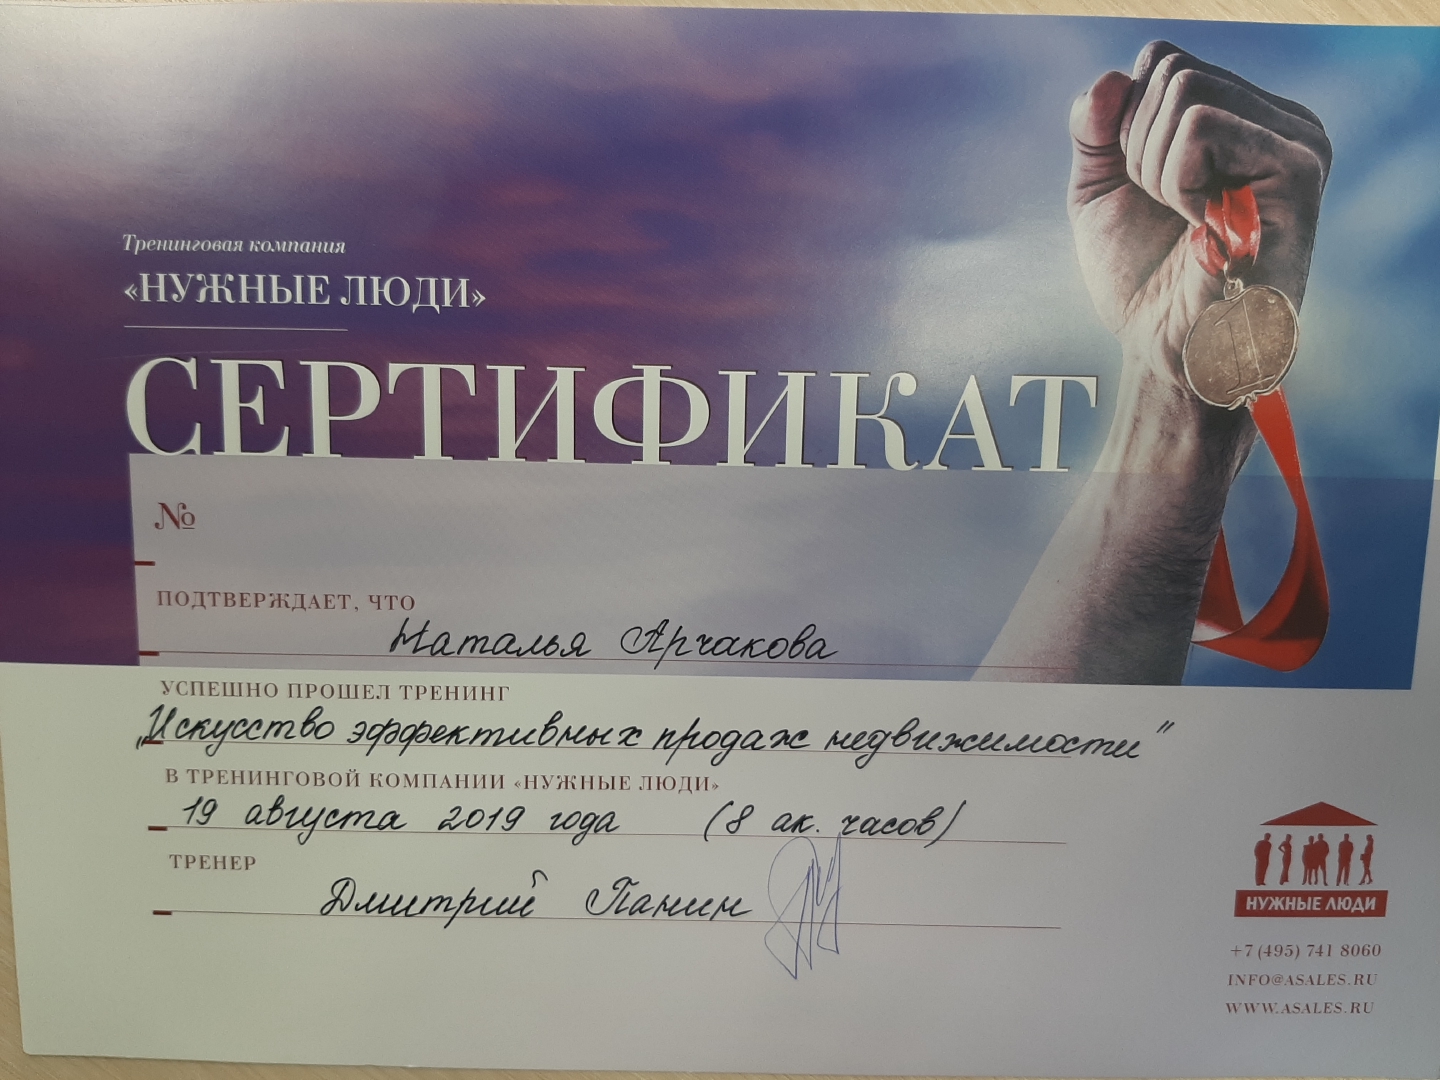 Тренинговая компания
«НУЖНЫЕ ЛЮДИ»
СЕРТИФИКАТ
№
ПОДТВЕРЖДАЕТ, ЧТО
Наталья Арчакова
УСПЕШНО ПРОШЕЛ ТРЕНИНГ
„Искусство эффективных продаж недвижимости"
В ТРЕНИНГОВОЙ КОМПАНИИ «НУЖНЫЕ ЛЮДИ»
19 августа 2019 года (8 ак. часов)
ТРЕНЕР
Дмитрий Панин
НУЖНЫЕ ЛЮДИ
+7 (495) 741 8060
INFO@ASALES.RU
WWW.ASALES.RU